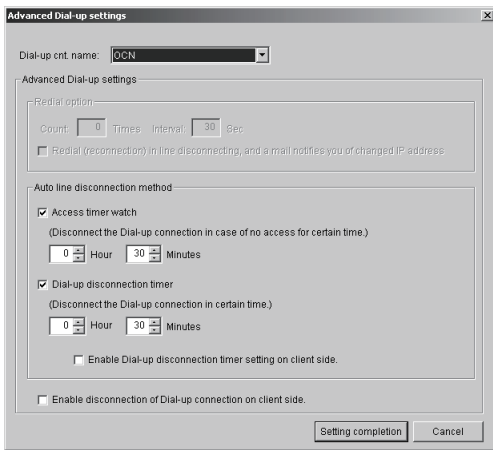 Advanced Dial-up settings
Dial-up cnt. name: OCN
Advanced Dial-up settings
Redial option
Count: 0 Times Interval: 30 Sec
Redial (reconnection) in line disconnecting, and a mail notifies you of changed IP address
Auto line disconnection method
Access timer watch
(Disconnect the Dial-up connection in case of no access for certain time.)
0 Hour 30 Minutes
Dial-up disconnection timer
(Disconnect the Dial-up connection in certain time.)
0 Hour 30 Minutes
Enable Dial-up disconnection timer setting on client side.
Enable disconnection of Dial-up connection on client side.
Setting completion Cancel